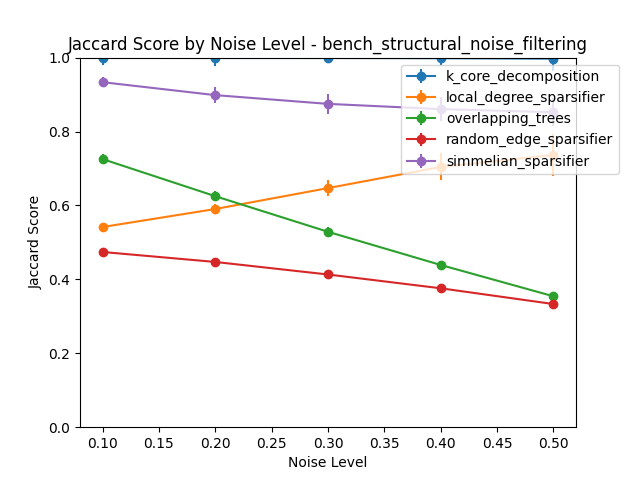 Jaccard Score by Noise Level - bench_structural_noise_filtering
Jaccard Score
1.0
0.8
0.6
0.4
0.2
0.0
k_core_decomposition
local_degree_sparsifier
overlapping_trees
random_edge_sparsifier
simmelian_sparsifier
0.10 0.15 0.20 0.25 0.30 0.35 0.40 0.45 0.50
Noise Level